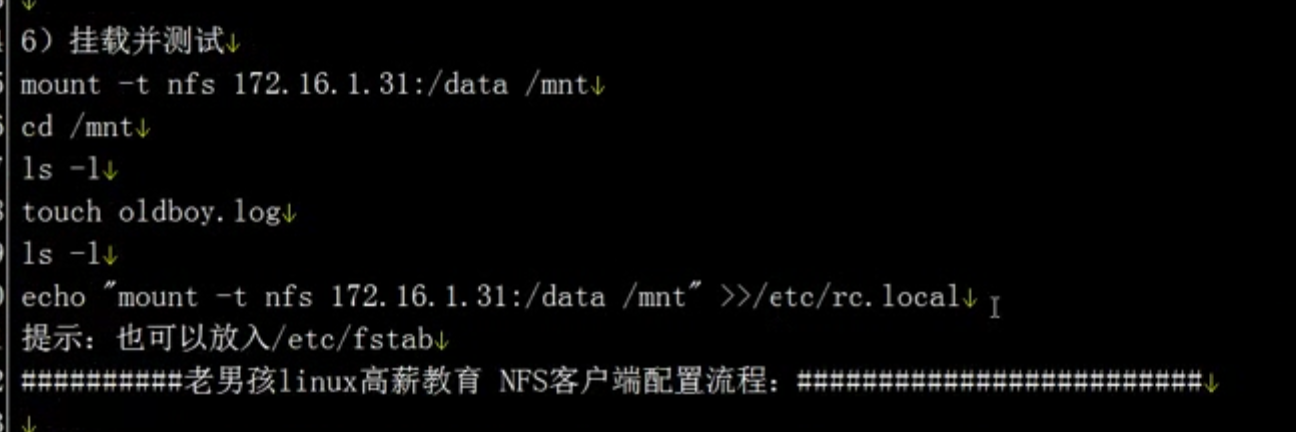 6）挂载并测试↓
mount -t nfs 172.16.1.31:/data /mnt↓
cd /mnt↓
ls -l↓
touch oldboy.log↓
ls -l↓
echo "mount -t nfs 172.16.1.31:/data /mnt" >>/etc/rc.local↓
提示：也可以放入/etc/fstab↓
##########老男孩linux高薪教育 NFS客户端配置流程：#########################↓
↓